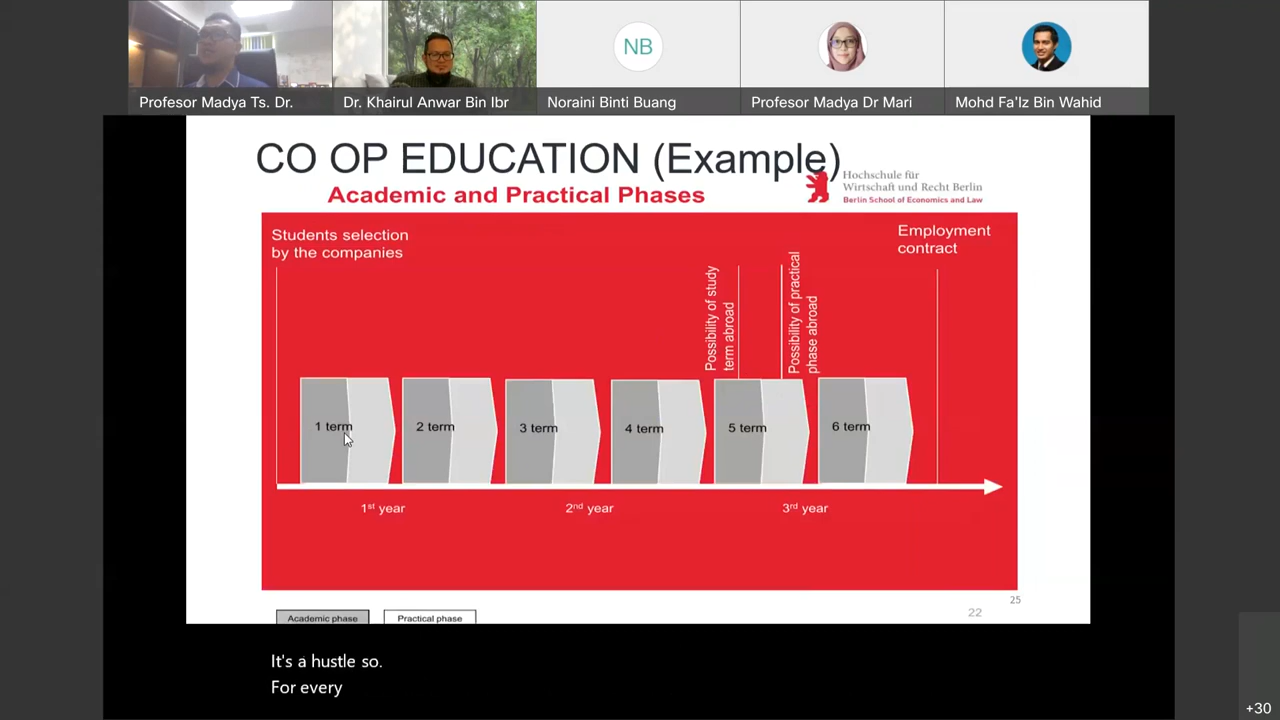 Profesor Madya Ts. Dr.
Dr. Khairul Anwar Bin Ibr
NB
Noraini Binti Buang
Profesor Madya Dr Mari
Mohd Fa'Iz Bin Wahid
CO OP EDUCATION (Example)
Academic and Practical Phases
Hochschule für
Wirtschaft und Recht Berlin
Berlin School of Economics and Law
Students selection
by the companies
Possibility of study
term abroad
Possibility of practical
phase abroad
Employment
contract
1 term
2 term
3 term
4 term
5 term
6 term
1st year
2nd year
3rd year
25
22
Academic phase
Practical phase
It's a hustle so.
For every
+30